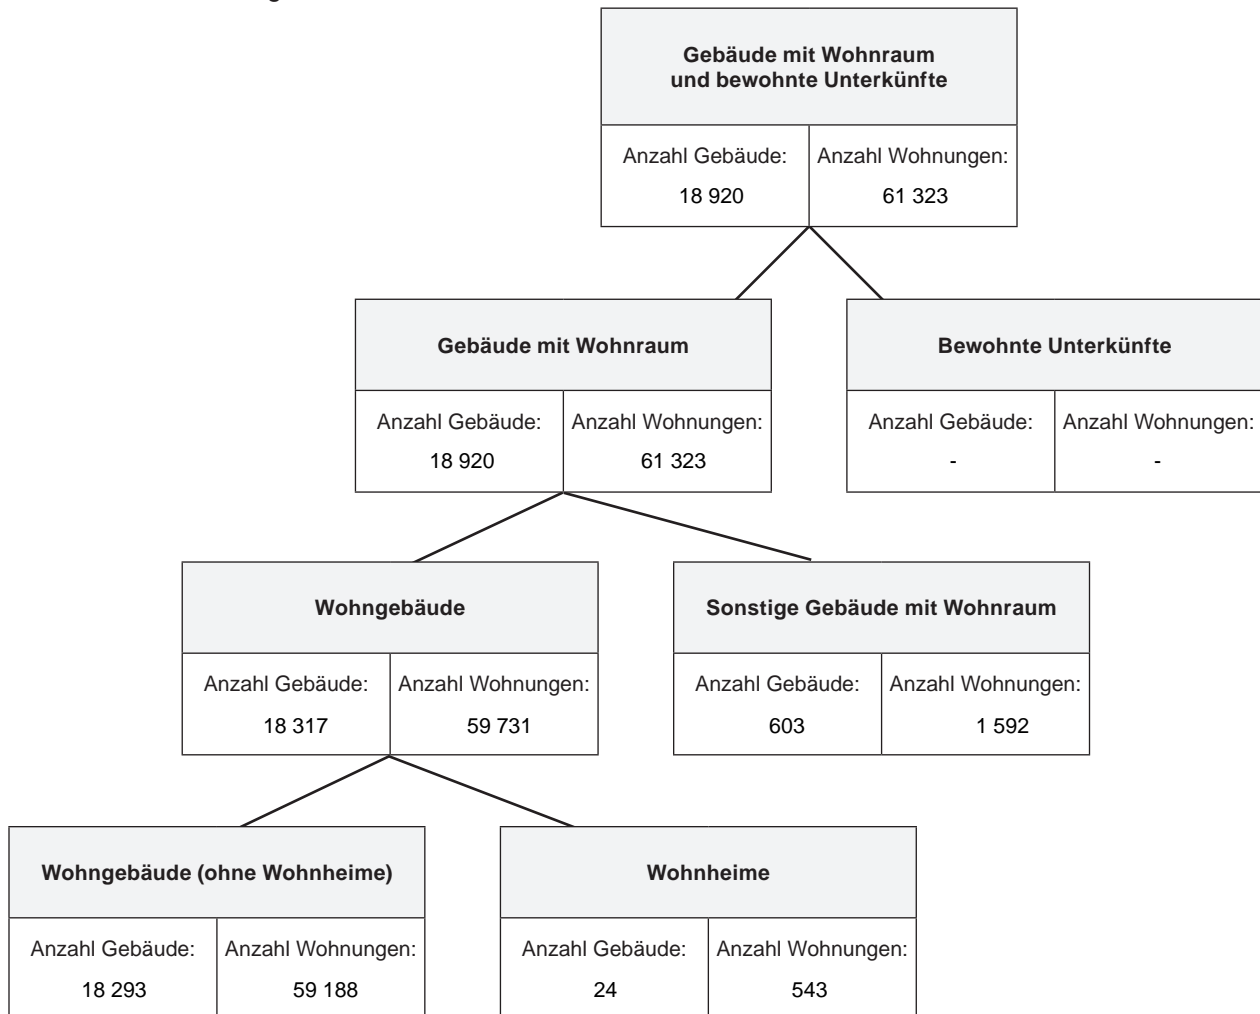 Gebäude mit Wohnraum
und bewohnte Unterkünfte
Anzahl Gebäude: Anzahl Wohnungen:
18 920 61 323
Gebäude mit Wohnraum
Anzahl Gebäude: Anzahl Wohnungen:
18 920 61 323
Bewohnte Unterkünfte
Anzahl Gebäude: Anzahl Wohnungen:
- -
Wohngebäude
Anzahl Gebäude: Anzahl Wohnungen:
18 317 59 731
Sonstige Gebäude mit Wohnraum
Anzahl Gebäude: Anzahl Wohnungen:
603 1 592
Wohngebäude (ohne Wohnheime)
Anzahl Gebäude: Anzahl Wohnungen:
18 293 59 188
Wohnheime
Anzahl Gebäude: Anzahl Wohnungen:
24 543